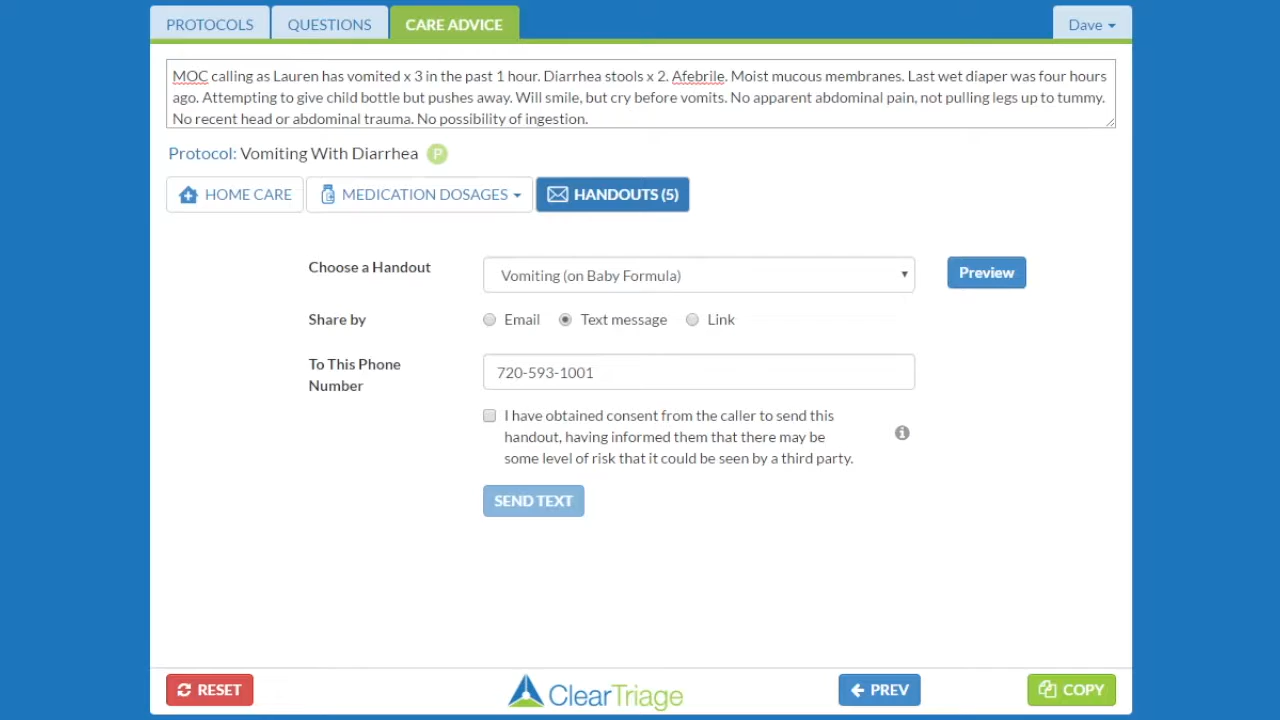 PROTOCOLS QUESTIONS CARE ADVICE Dave
MOC calling as Lauren has vomited x 3 in the past 1 hour. Diarrhea stools x 2. Afebrile. Moist mucous membranes. Last wet diaper was four hours
ago. Attempting to give child bottle but pushes away. Will smile, but cry before vomits. No apparent abdominal pain, not pulling legs up to tummy.
No recent head or abdominal trauma. No possibility of ingestion.
Protocol: Vomiting With Diarrhea P
HOME CARE MEDICATION DOSAGES HANDOUTS (5)
Choose a Handout Vomiting (on Baby Formula) Preview
Share by Email Text message Link
To This Phone
Number
720-593-1001
I have obtained consent from the caller to send this
handout, having informed them that there may be
some level of risk that it could be seen by a third party.
SEND TEXT
RESET ClearTriage PREV COPY